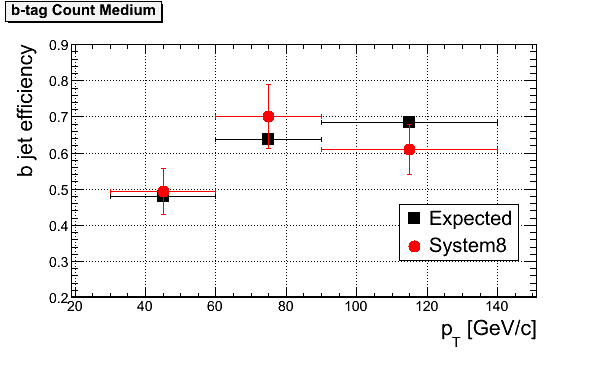 b-tag Count Medium
b jet efficiency
0.9
0.8
0.7
0.6
0.5
0.4
0.3
0.2
20 40 60 80 100 120 140
p_T [GeV/c]
Expected
System8